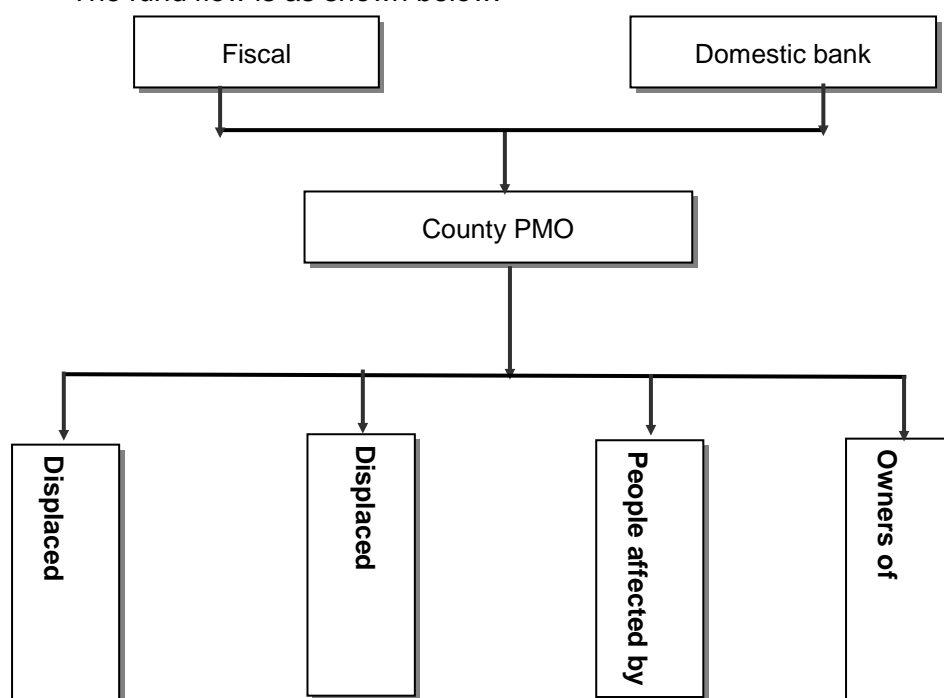 The fund flow is as shown below:
Fiscal
Domestic bank
County PMO
Displaced
Displaced
People affected by
Owners of